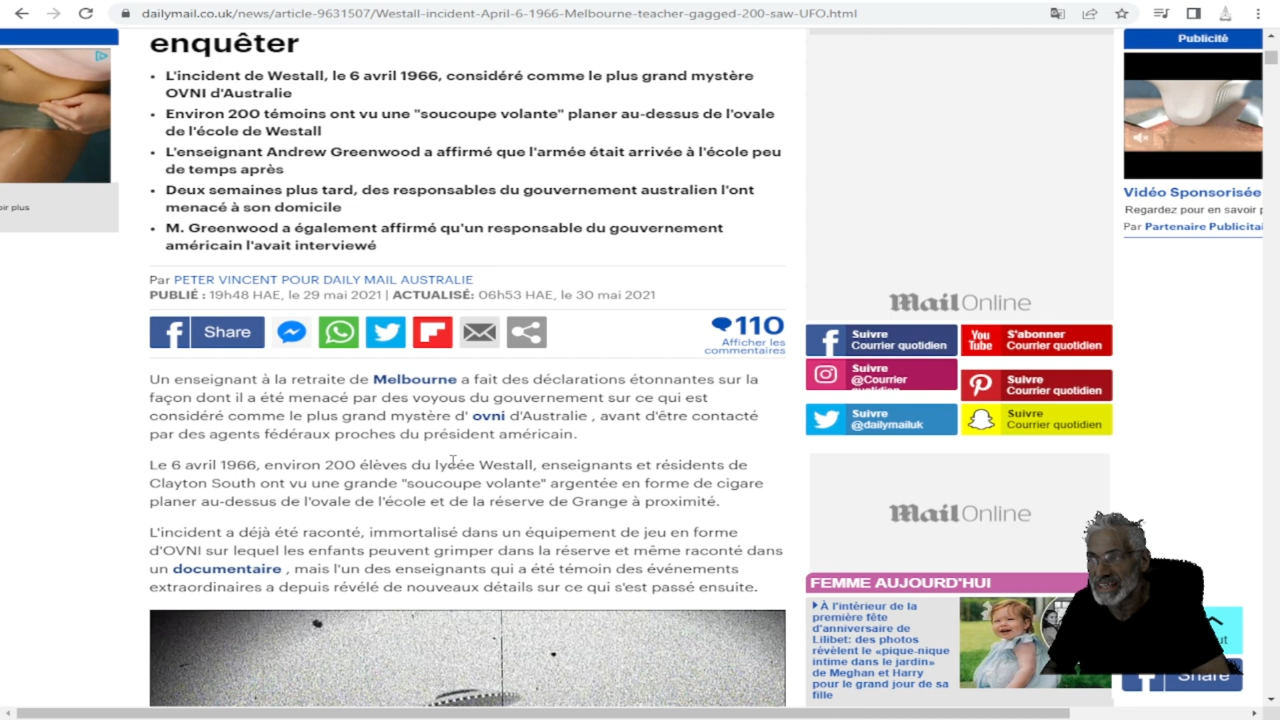 dailymail.co.uk/news/article-9631507/Westall-incident-April-6-1966-Melbourne-teacher-gagged-200-saw-UFO.html
enquêter
• L'incident de Westall, le 6 avril 1966, considéré comme le plus grand mystère
OVNI d'Australie
• Environ 200 témoins ont vu une "soucoupe volante" planer au-dessus de l'ovale
de l'école de Westall
• L'enseignant Andrew Greenwood a affirmé que l'armée était arrivée à l'école peu
de temps après
• Deux semaines plus tard, des responsables du gouvernement australien l'ont
menacé à son domicile
• M. Greenwood a également affirmé qu'un responsable du gouvernement
américain l'avait interviewé
Par PETER VINCENT POUR DAILY MAIL AUSTRALIE
PUBLIÉ : 19h48 HAE, le 29 mai 2021 | ACTUALISÉ: 06h53 HAE, le 30 mai 2021
Share
110
Afficher les
commentaires
Un enseignant à la retraite de Melbourne a fait des déclarations étonnantes sur la
façon dont il a été menacé par des voyous du gouvernement sur ce qui est
considéré comme le plus grand mystère d' ovni d'Australie , avant d'être contacté
par des agents fédéraux proches du président américain.
Le 6 avril 1966, environ 200 élèves du lycée Westall, enseignants et résidents de
Clayton South ont vu une grande "soucoupe volante" argentée en forme de cigare
planer au-dessus de l'ovale de l'école et de la réserve de Grange à proximité.
L'incident a déjà été raconté, immortalisé dans un équipement de jeu en forme
d'OVNI sur lequel les enfants peuvent grimper dans la réserve et même raconté dans
un documentaire , mais l'un des enseignants qui a été témoin des événements
extraordinaires a depuis révélé de nouveaux détails sur ce qui s'est passé ensuite.
oir plus
Mail Online
Suivre
Courrier quotidien
You Tube
S'abonner
Courrier quotidien
Suivre
@Courrier
quotidien
Suivre
Courrier quotidien
Suivre
@dailymailuk
Suivre
Courrier quotidien
Mail Online
FEMME AUJOURD'HUI
À l'intérieur de la
première fête
d'anniversaire de
Lilibet: des photos
révèlent le «pique-nique
intime dans le jardin»
de Meghan et Harry
pour le grand jour de sa
fille
Publicité
Vidéo Sponsorisée
Regardez pour en savoir p
Par Partenaire Publicitai
ut
Share